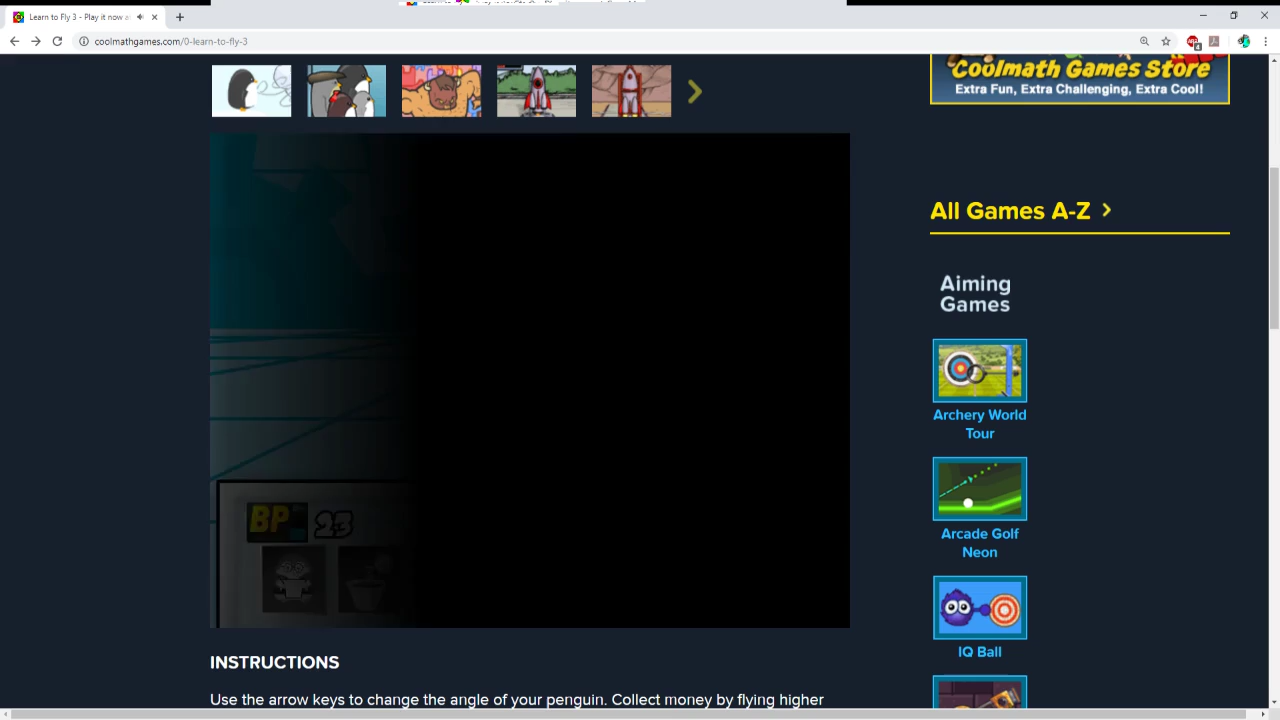 Learn to Fly 3 - Play it now a
coolmathgames.com/0-learn-to-fly-3
Coolmath Games Store
Extra Fun, Extra Challenging, Extra Cool!
All Games A-Z
Aiming
Games
Archery World
Tour
Arcade Golf
Neon
IQ Ball
BP 23
INSTRUCTIONS
Use the arrow keys to change the angle of your penguin. Collect money by flying higher